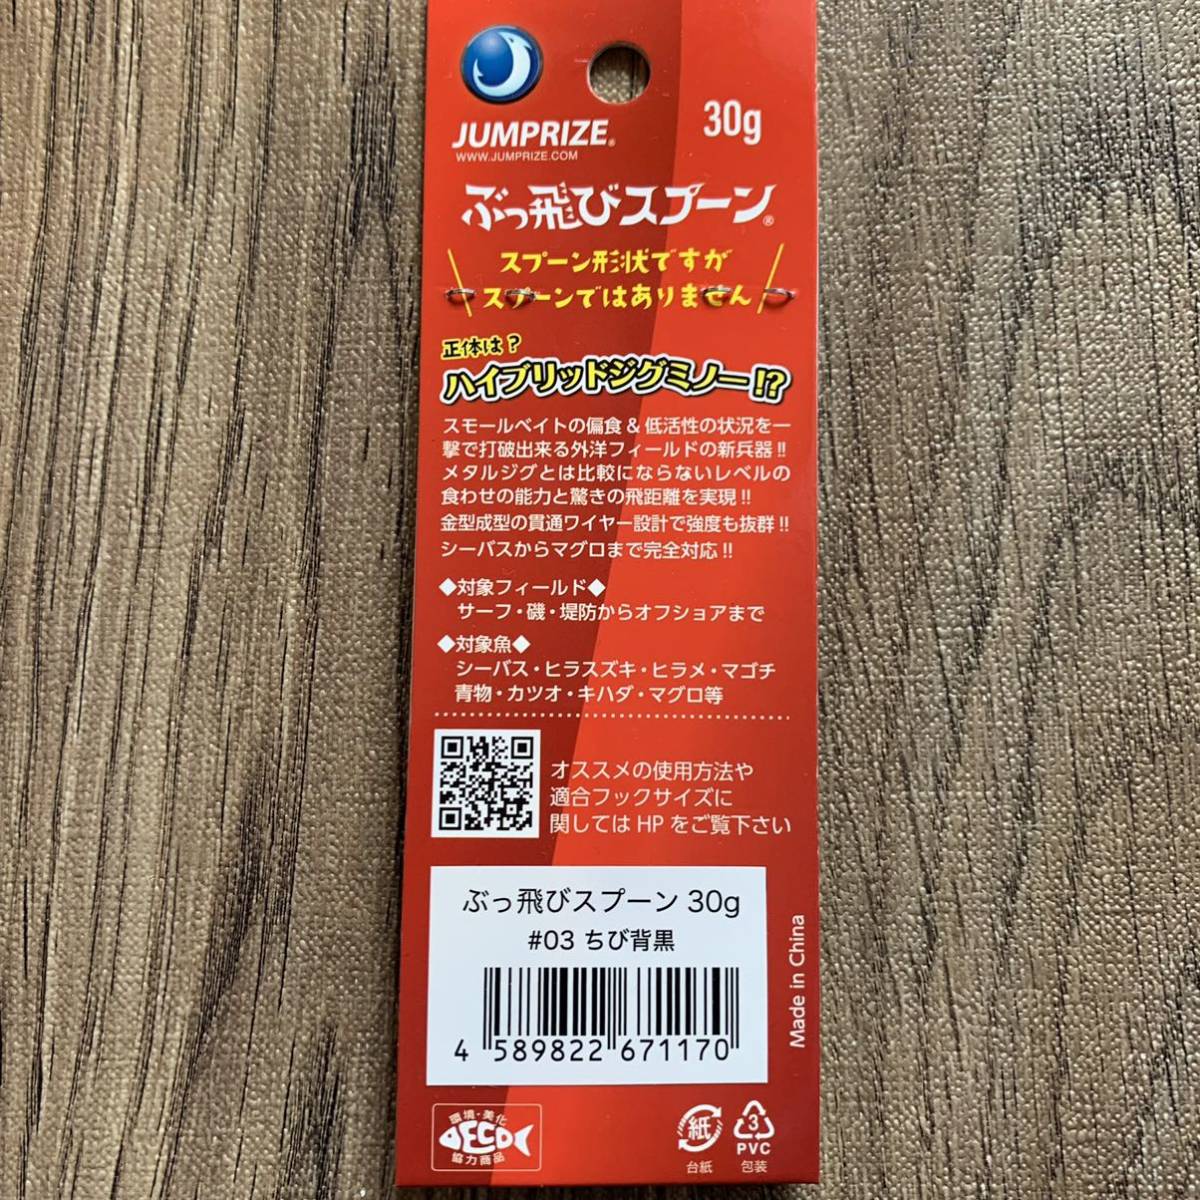 JUMPRIZE®
WWW.JUMPRIZE.COM
30g
ぶっ飛びスプーン®
スプーン形状ですが
スプーンではありません
正体は?
ハイブリッドジグミノー!?
スモールベイトの偏食 & 低活性の状況を一
撃で打破出来る外洋フィールドの新兵器!!
メタルジグとは比較にならないレベルの
食わせの能力と驚きの飛距離を実現!!
金型成型の貫通ワイヤー設計で強度も抜群!!
シーバスからマグロまで完全対応!!
◆対象フィールド◆
サーフ・磯・堤防からオフショアまで
◆対象魚◆
シーバス・ヒラスズキ・ヒラメ・マゴチ
青物・カツオ・キハダ・マグロ等
オススメの使用方法や
適合フックサイズに
関しては HP をご覧下さい
ぶっ飛びスプーン 30g
#03 ちび背黒
4 589822 671170
Made in China
環境・美化
ECO
協力商品
紙
台紙
3
PVC
包装